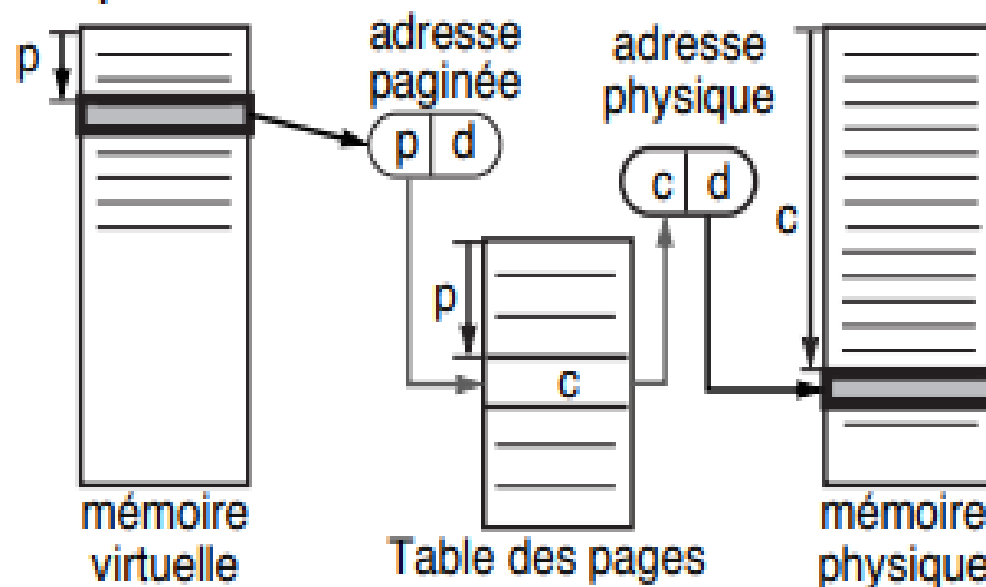 p
adresse
paginée
p d
adresse
physique
c d
c
p
c
mémoire
virtuelle
Table des pages
mémoire
physique